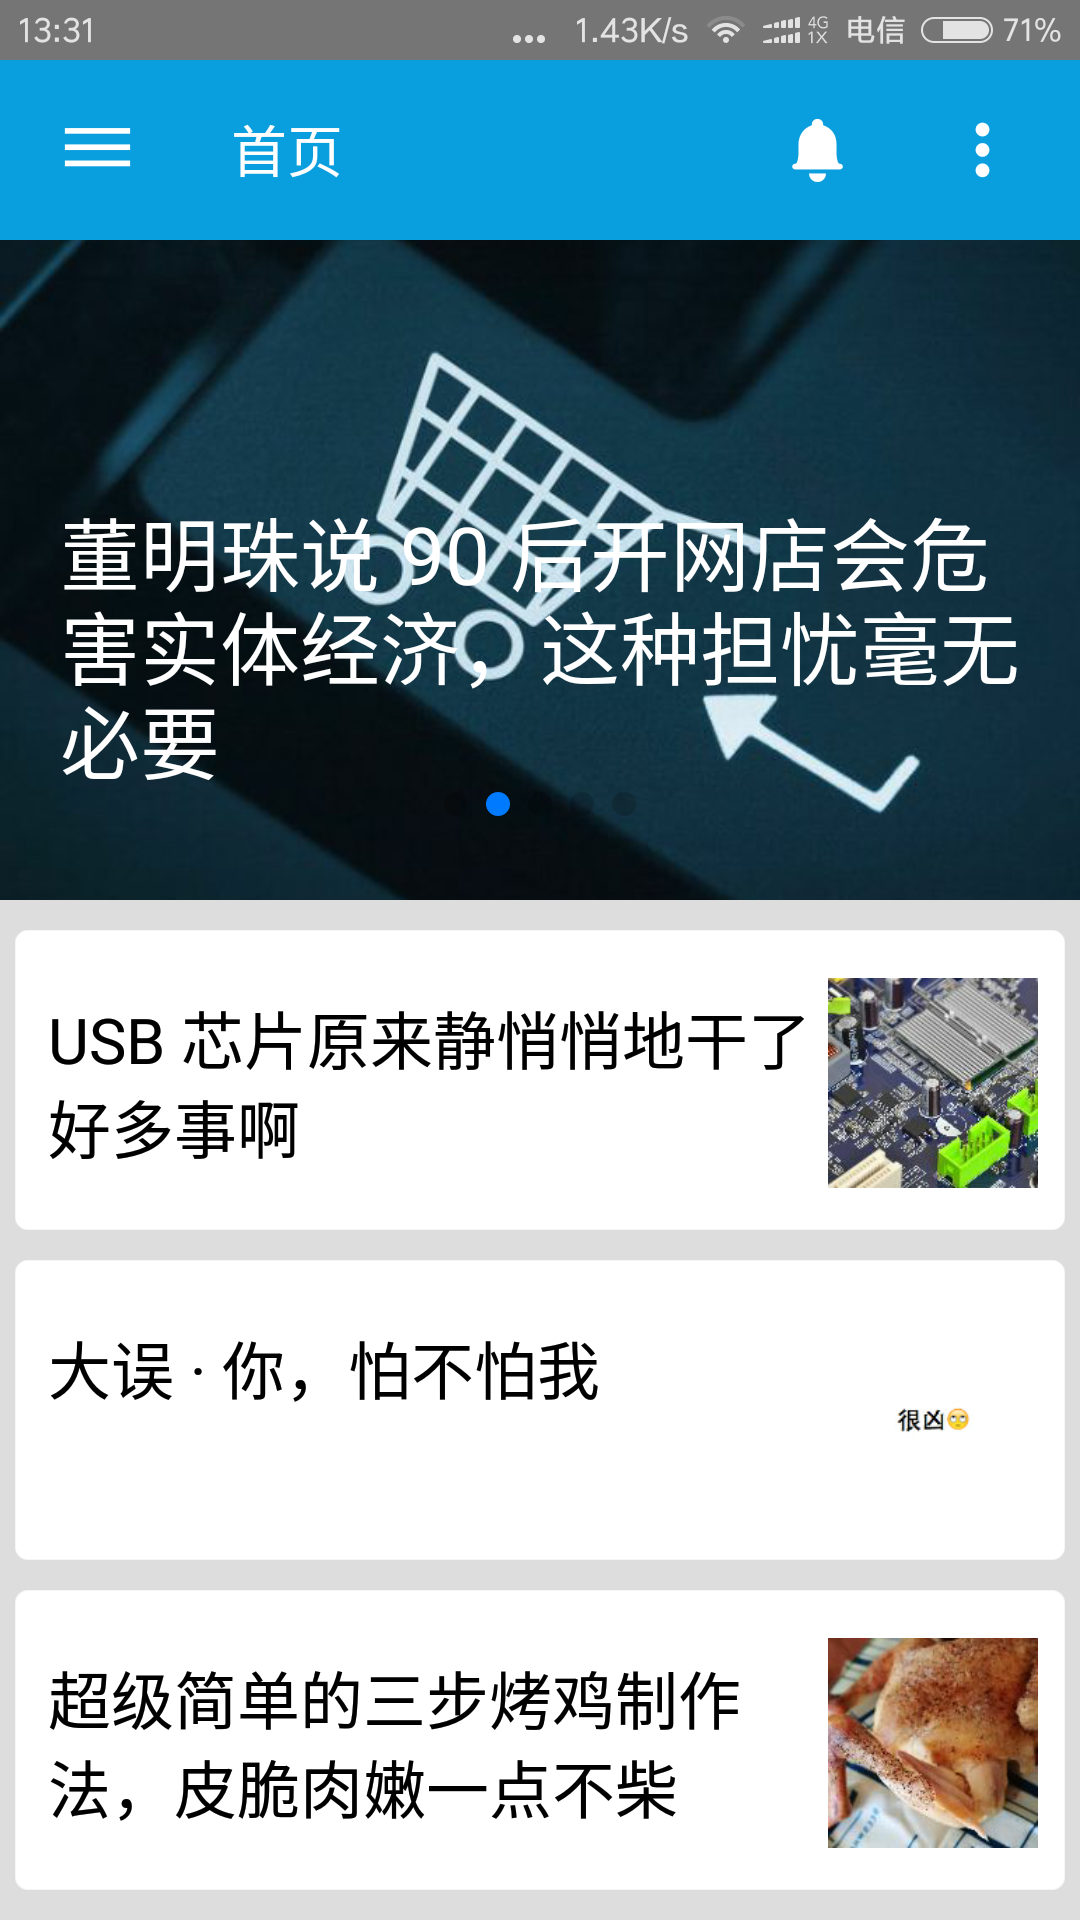 13:31 ... 1.43K/s 4G 1X 电信 71%
首页
董明珠说 90 后开网店会危
害实体经济，这种担忧毫无
必要
USB 芯片原来静悄悄地干了
好多事啊
大误 · 你，怕不怕我
很凶🙄
超级简单的三步烤鸡制作
法，皮脆肉嫩一点不柴